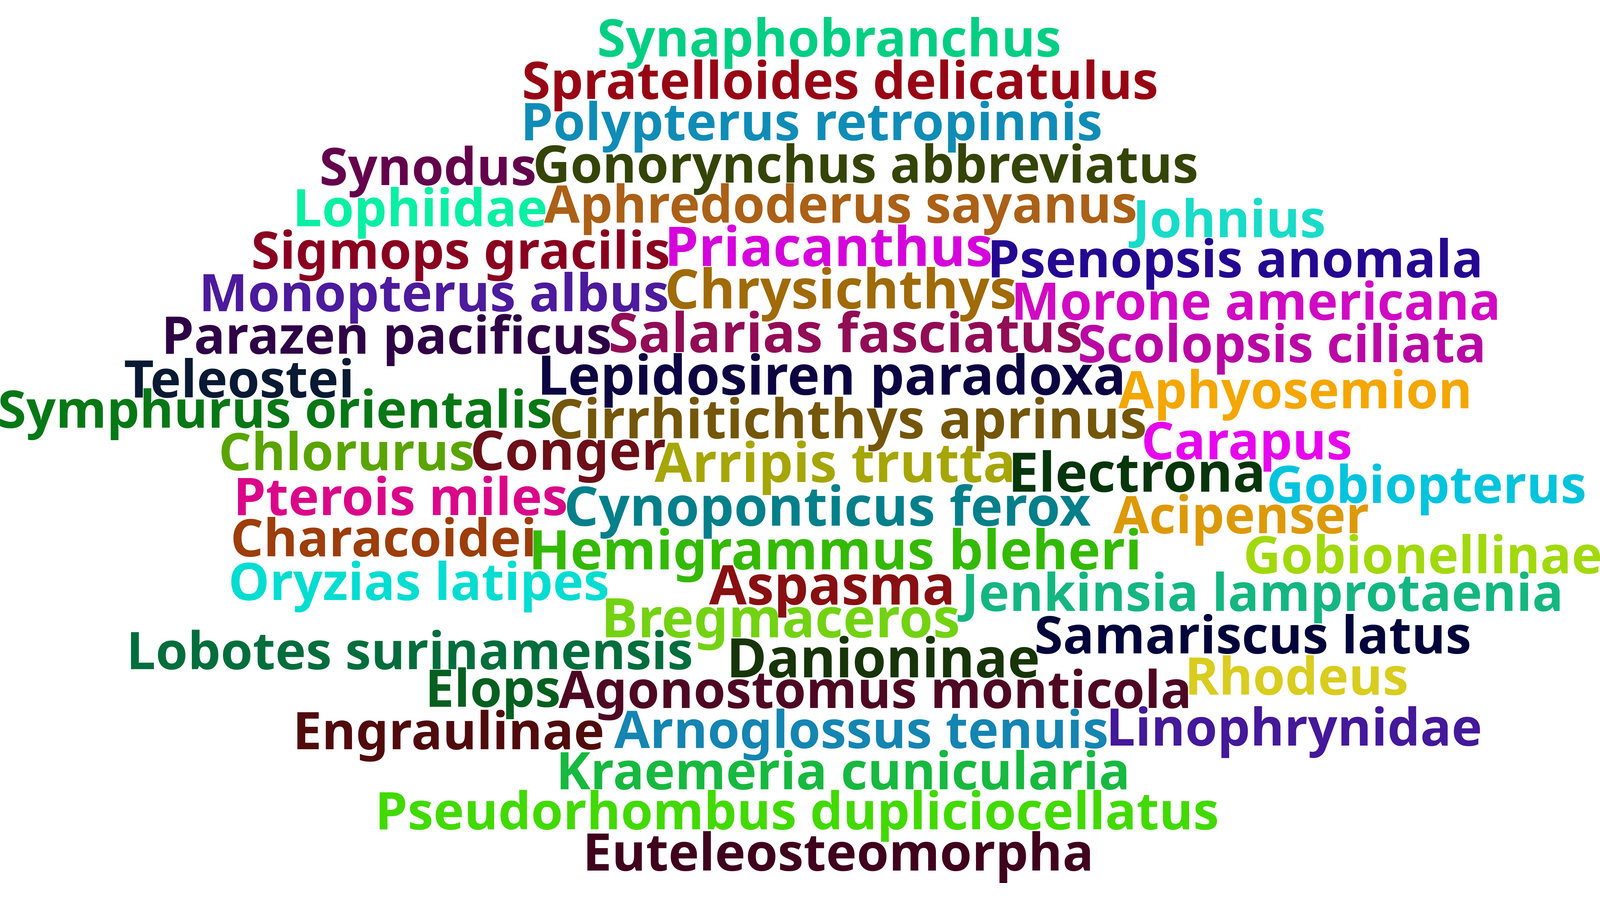 Synaphobranchus
Spratelloides delicatulus
Polypterus retropinnis
Synodus Gonorynchus abbreviatus
Lophiidae Aphredoderus sayanus Johnius
Sigmops gracilis Priacanthus Psenopsis anomala
Monopterus albus Chrysichthys Morone americana
Parazen pacificus Salarias fasciatus Scolopsis ciliata
Teleostei Lepidosiren paradoxa Aphyosemion
Symphurus orientalis Cirrhitichthys aprinus Carapus
Chlorurus Conger Arripis trutta Electrona Gobiopterus
Pterois miles Cynoponticus ferox Acipenser
Characoidei Hemigrammus bleheri Gobionellinae
Oryzias latipes Aspasma Jenkinsia lamprotaenia
Bregmaceros Samariscus latus
Lobotes surinamensis Danioninae Rhodeus
Elops Agonostomus monticola
Engraulinae Arnoglossus tenuis Linophrynidae
Kraemeria cunicularia
Pseudorhombus dupliciocellatus
Euteleosteomorpha